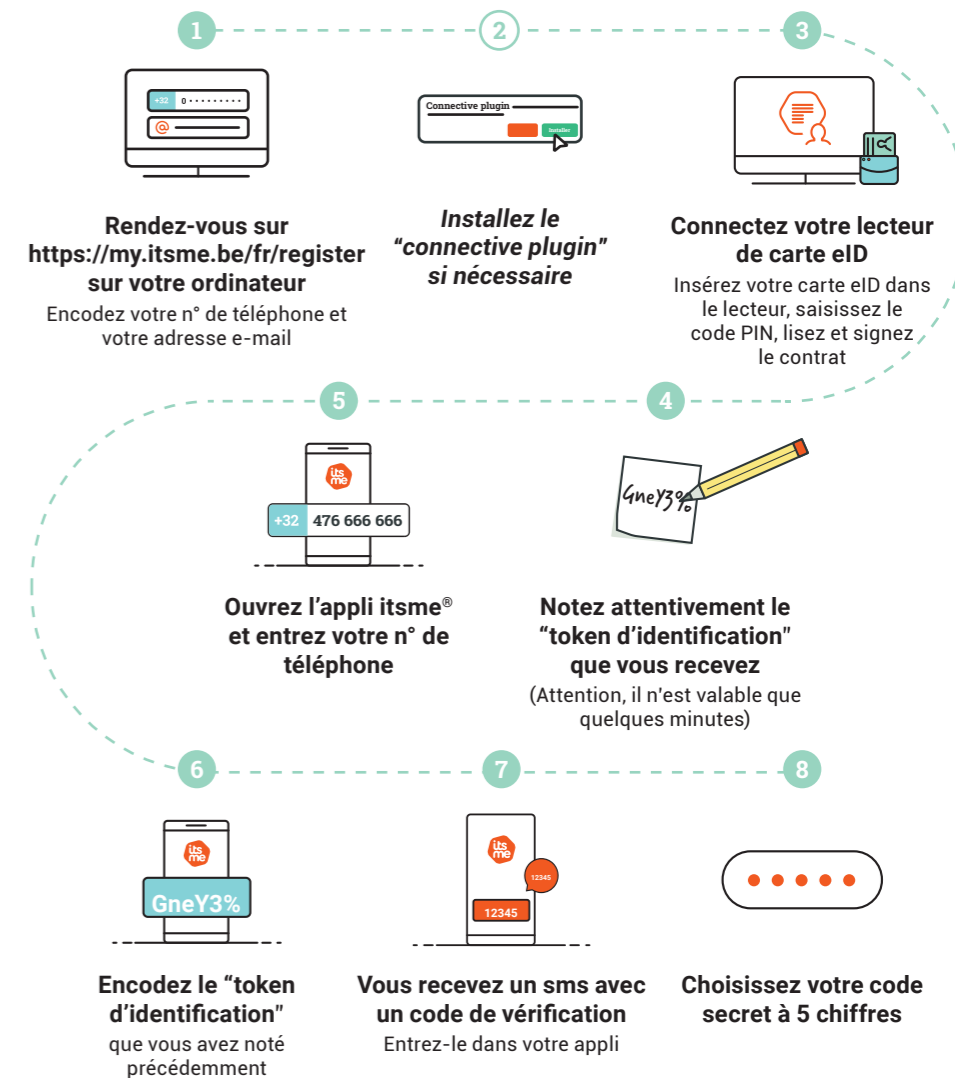 1
2
3
+32 0 ·········
@
Connective plugin
Installer
Rendez-vous sur
https://my.itsme.be/fr/register
sur votre ordinateur
Encodez votre n° de téléphone et
votre adresse e-mail
Installez le
“connective plugin”
si nécessaire
Connectez votre lecteur
de carte eID
Insérez votre carte eID dans
le lecteur, saisissez le
code PIN, lisez et signez
le contrat
5
4
its
me
+32 476 666 666
GneY3%
Ouvrez l’appli itsme®
et entrez votre n° de
téléphone
Notez attentivement le
“token d’identification"
que vous recevez
(Attention, il n'est valable que
quelques minutes)
6
7
8
its
me
GneY3%
its
me
12345
12345
Encodez le “token
d’identification"
que vous avez noté
précédemment
Vous recevez un sms avec
un code de vérification
Entrez-le dans votre appli
Choisissez votre code
secret à 5 chiffres